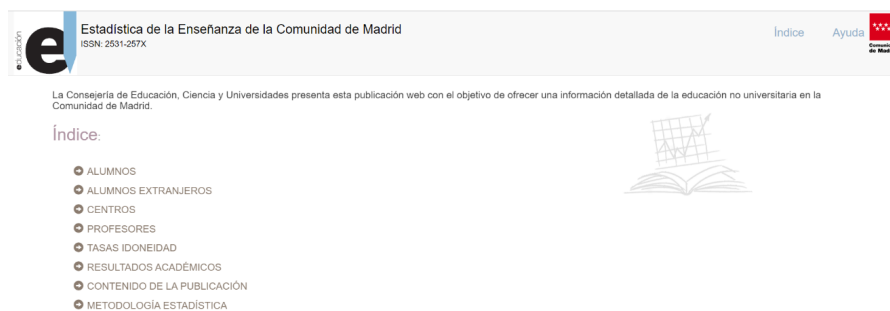 educación
e
Estadística de la Enseñanza de la Comunidad de Madrid
ISSN: 2531-257X
Índice
Ayuda
La Consejería de Educación, Ciencia y Universidades presenta esta publicación web con el objetivo de ofrecer una información detallada de la educación no universitaria en la
Comunidad de Madrid.
Índice:
ALUMNOS
ALUMNOS EXTRANJEROS
CENTROS
PROFESORES
TASAS IDONEIDAD
RESULTADOS ACADÉMICOS
CONTENIDO DE LA PUBLICACIÓN
METODOLOGÍA ESTADÍSTICA